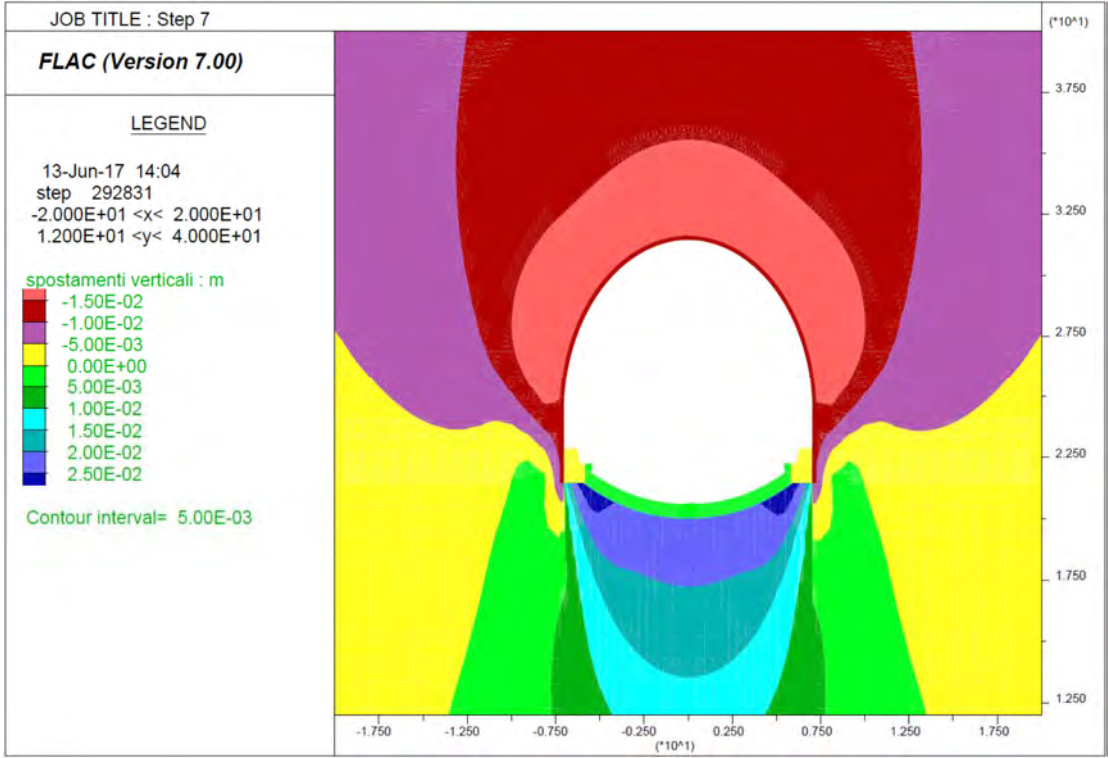 JOB TITLE : Step 7
FLAC (Version 7.00)
LEGEND
13-Jun-17 14:04
step 292831
-2.000E+01 <x< 2.000E+01
1.200E+01 <y< 4.000E+01
spostamenti verticali : m
-1.50E-02
-1.00E-02
-5.00E-03
0.00E+00
5.00E-03
1.00E-02
1.50E-02
2.00E-02
2.50E-02
Contour interval= 5.00E-03
(*10^1)
3.750
3.250
2.750
2.250
1.750
1.250
-1.750 -1.250 -0.750 -0.250 0.250 0.750 1.250 1.750
(*10^1)